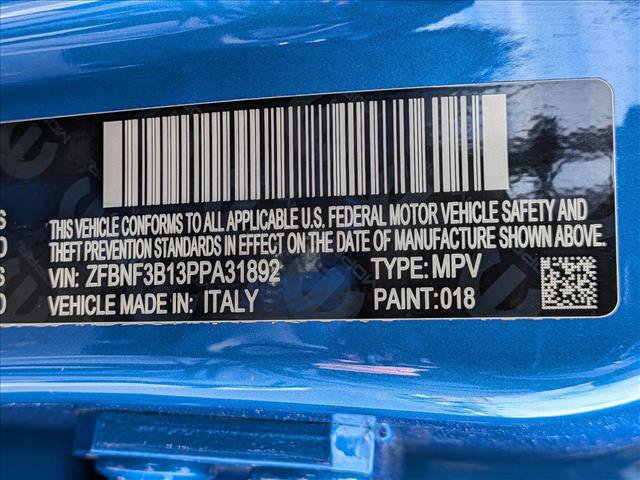 THIS VEHICLE CONFORMS TO ALL APPLICABLE U.S. FEDERAL MOTOR VEHICLE SAFETY AND
THEFT PREVENTION STANDARDS IN EFFECT ON THE DATE OF MANUFACTURE SHOWN ABOVE.
VIN: ZFBNF3B13PPA31892 TYPE: MPV
VEHICLE MADE IN: ITALY PAINT:018